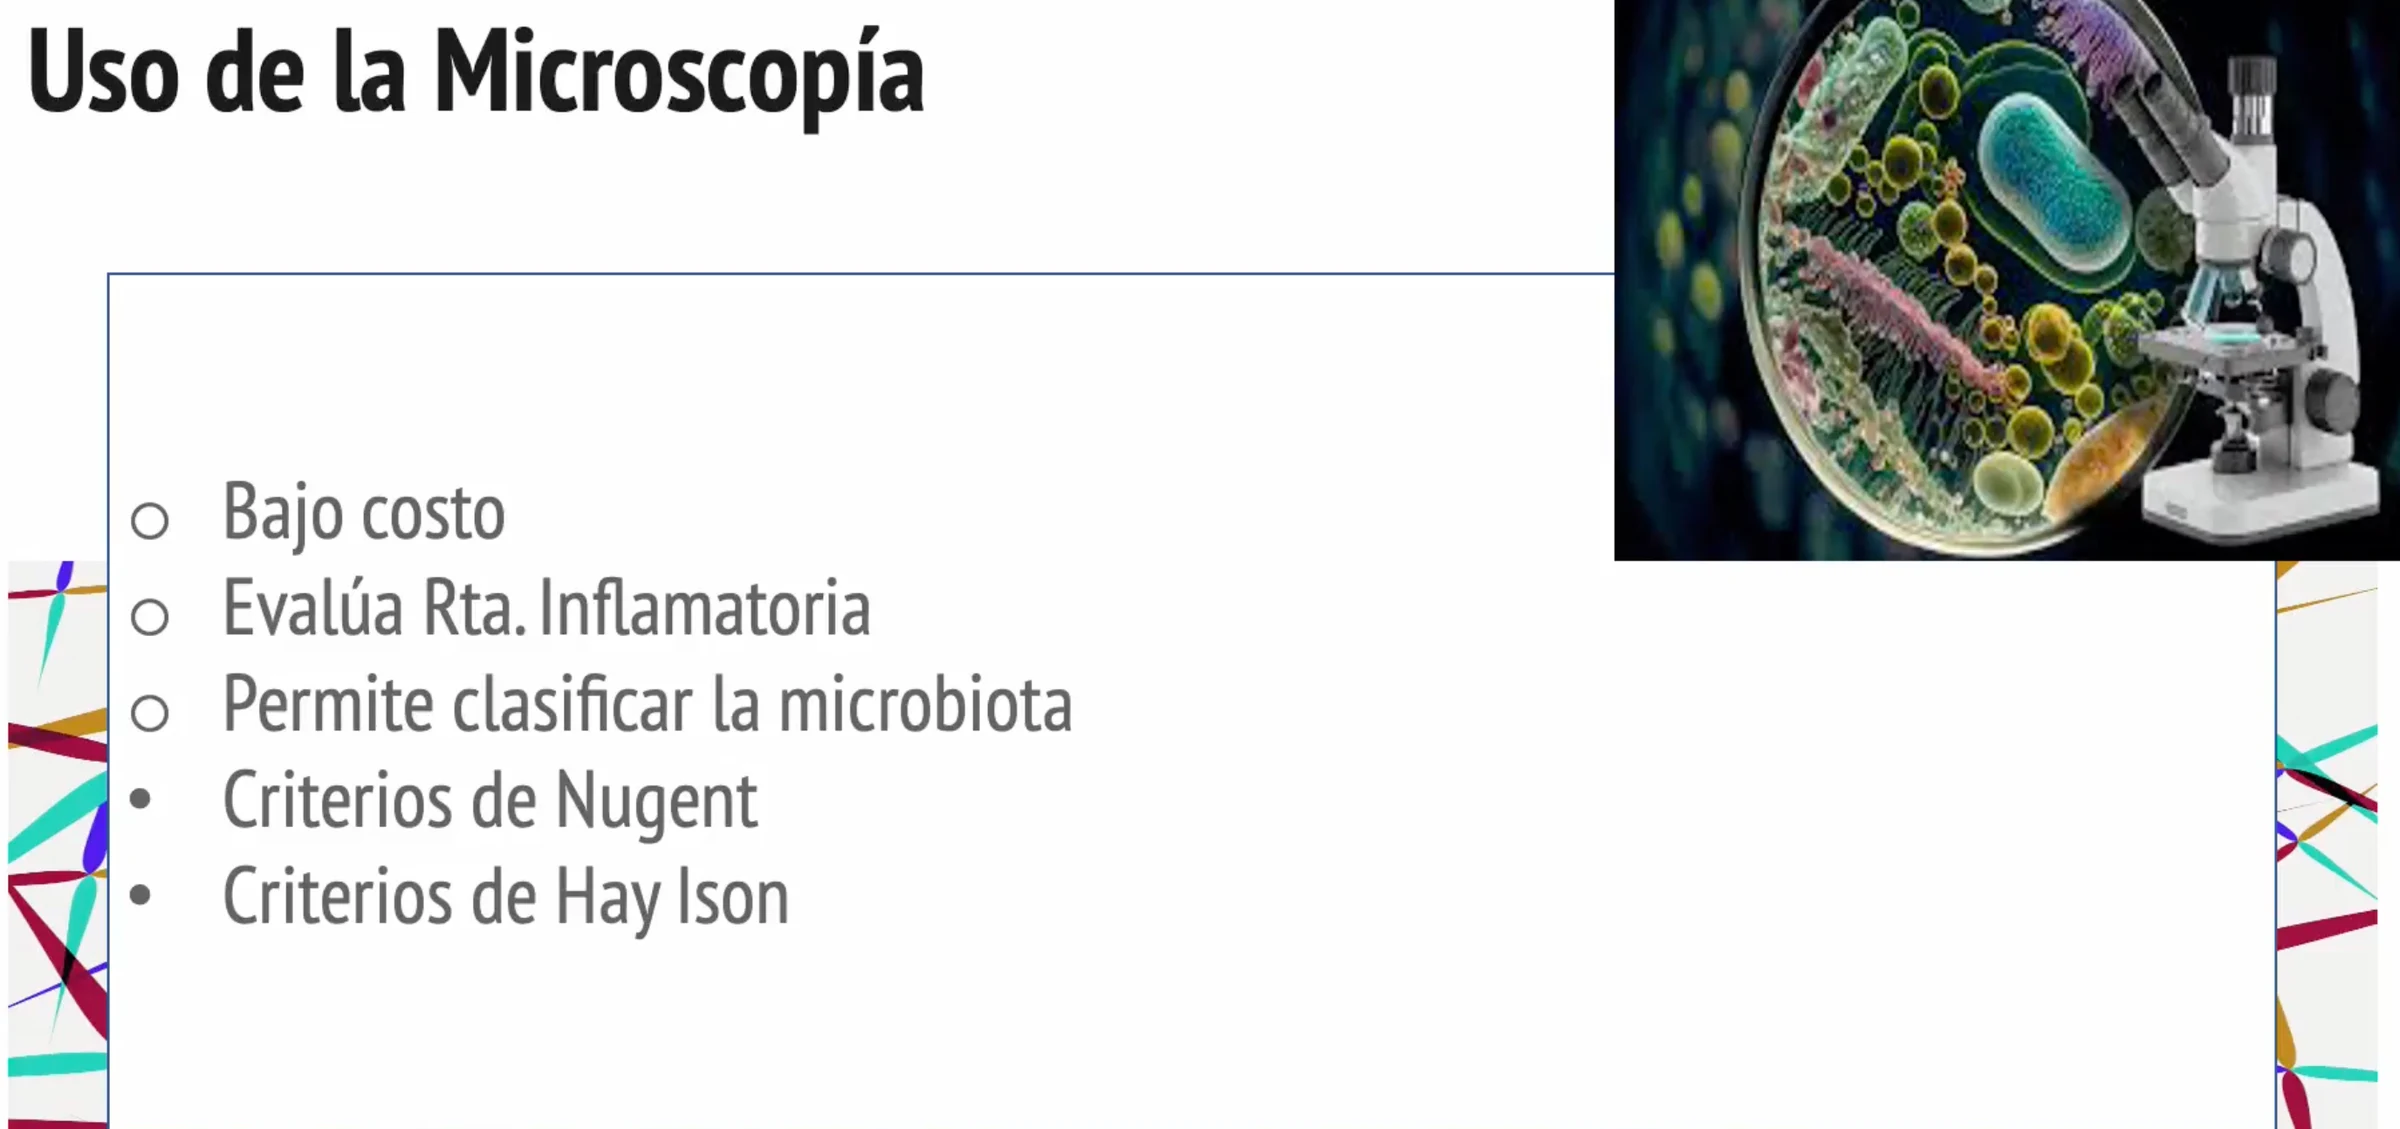 Uso de la Microscopía
○ Bajo costo
○ Evalúa Rta. Inflamatoria
○ Permite clasificar la microbiota
• Criterios de Nugent
• Criterios de Hay Ison